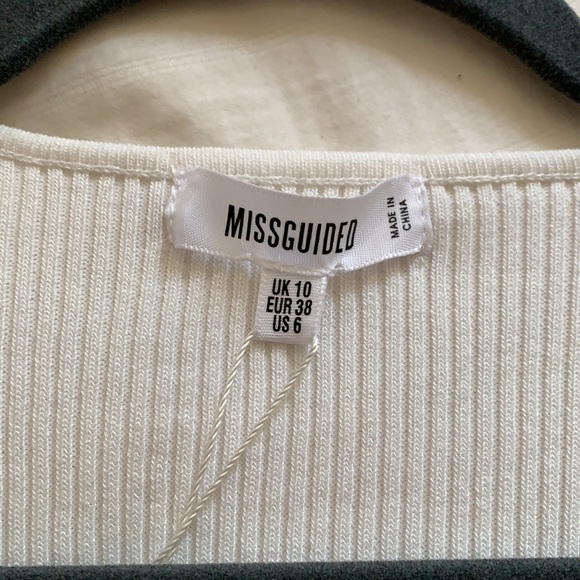 MISSGUIDED
MADE IN
CHINA
UK 10
EUR 38
US 6